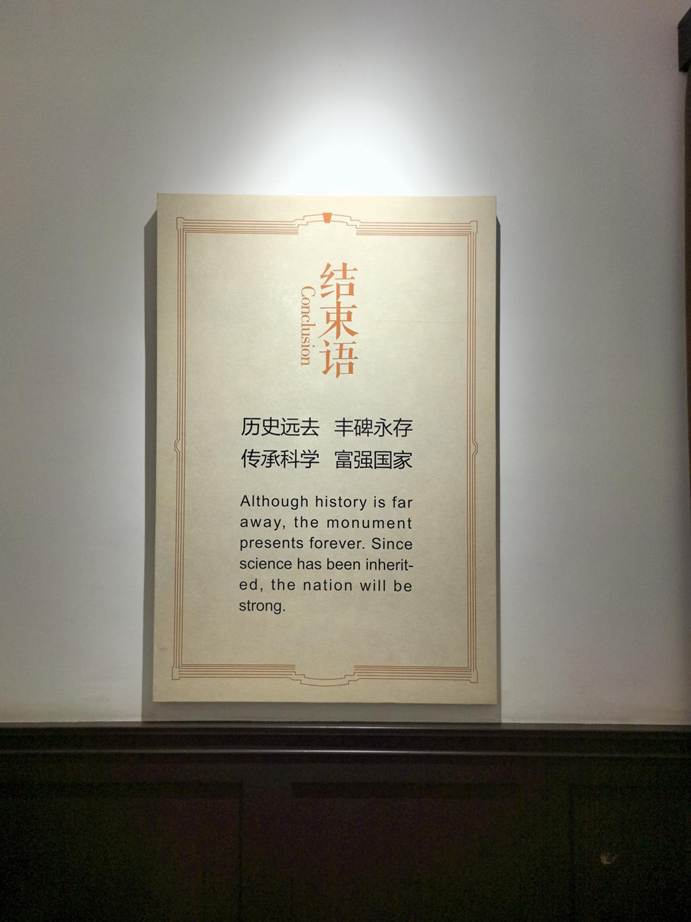 结束语
Conclusion
历史远去 丰碑永存
传承科学 富强国家
Although history is far
away, the monument
presents forever. Since
science has been inherit-
ed, the nation will be
strong.